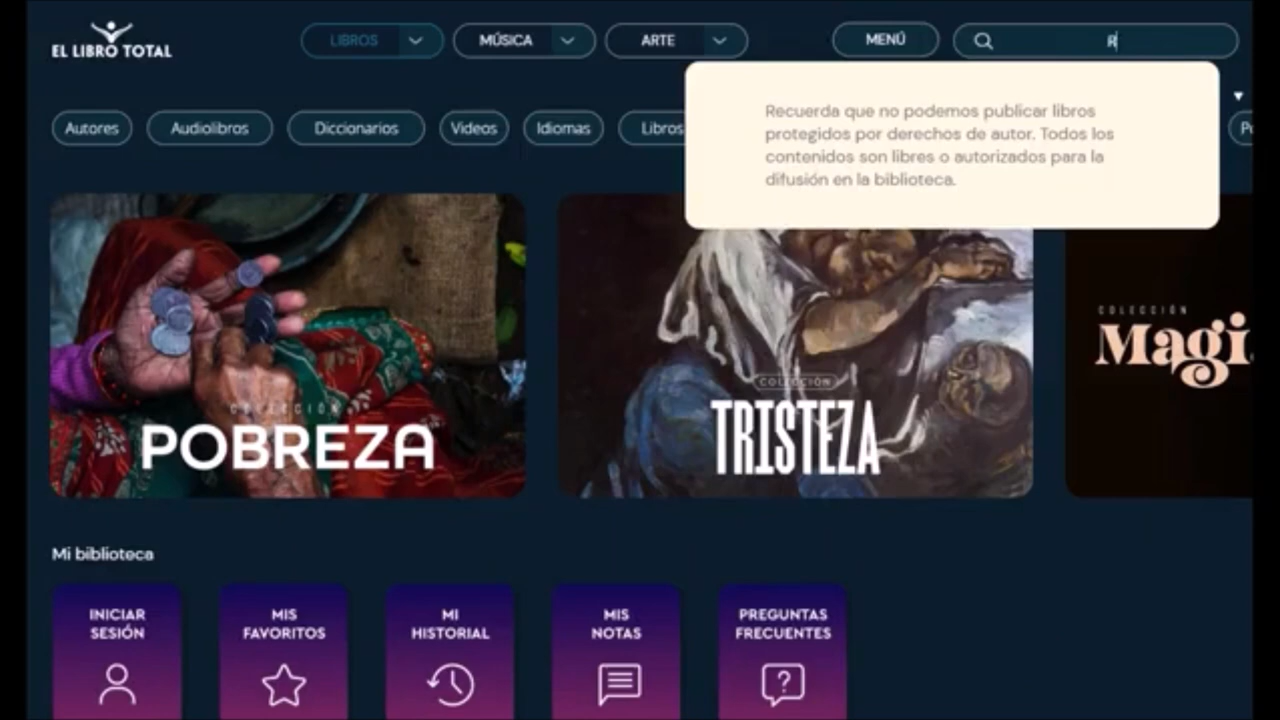 EL LIBRO TOTAL
LIBROS
MÚSICA
ARTE
MENÚ
R
Autores
Audiolibros
Diccionarios
Videos
Idiomas
Libros
Recuerda que no podemos publicar libros
protegidos por derechos de autor. Todos los
contenidos son libres o autorizados para la
difusión en la biblioteca.
COLECCIÓN
POBREZA
COLECCIÓN
TRISTEZA
COLECCIÓN
Magi
Mi biblioteca
INICIAR
SESIÓN
MIS
FAVORITOS
MI
HISTORIAL
MIS
NOTAS
PREGUNTAS
FRECUENTES